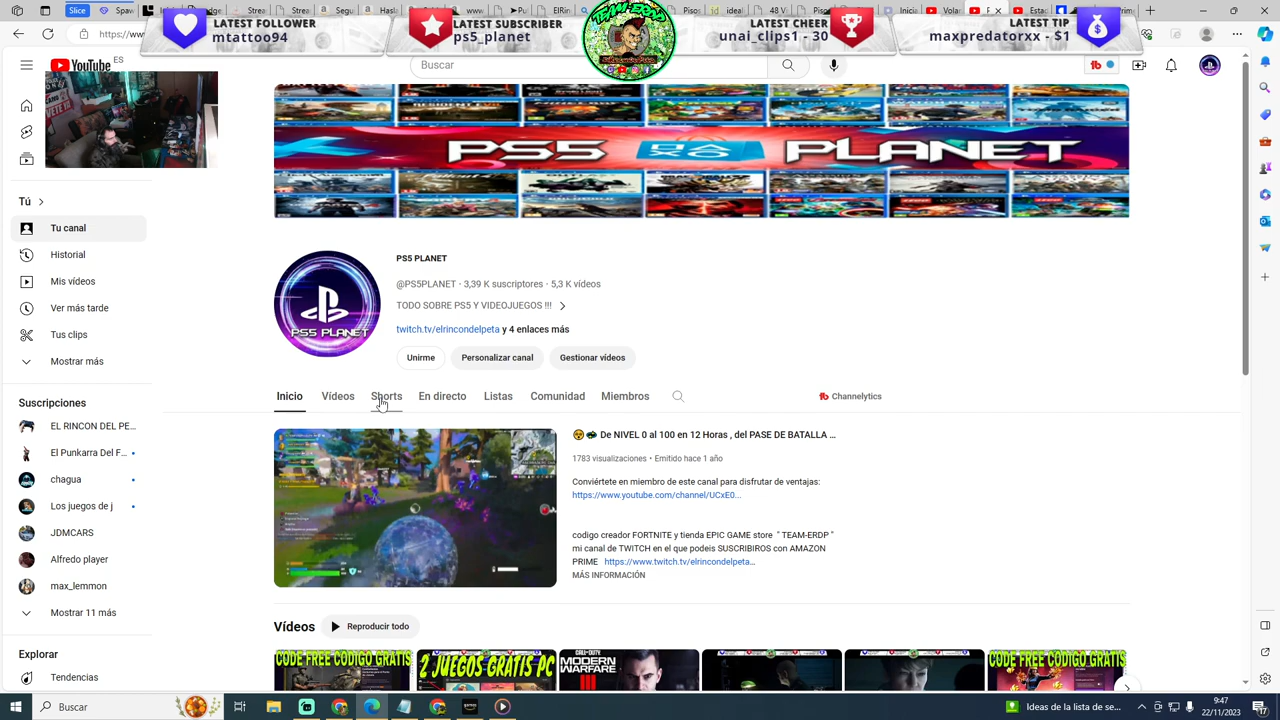 LATEST FOLLOWER
mtattoo94
LATEST SUBSCRIBER
ps5_planet
TEAM-ERDP
LATEST CHEER
unai_clips1 - 30
LATEST TIP
maxpredatorxx - $1
https://ww
YouTube ES
Buscar
PS5 PLANET
Tú
Tu canal
Historial
Mis vídeos
Ver más tarde
Tus clips
Mostrar más
Suscripciones
EL RINCON DEL PE...
El Punkarra Del F...
chagua
Los juegos de j
JDMCARS
Alfredo player
max_lemmon
Mostrar 11 más
Explorar
Tendencias
PS5 PLANET
PS5 PLANET
@PS5PLANET · 3,39 K suscriptores · 5,3 K vídeos
TODO SOBRE PS5 Y VIDEOJUEGOS !!!
twitch.tv/elrincondelpeta y 4 enlaces más
Unirme
Personalizar canal
Gestionar vídeos
Inicio
Vídeos
Shorts
En directo
Listas
Comunidad
Miembros
Channelytics
De NIVEL 0 al 100 en 12 Horas , del PASE DE BATALLA ...
1783 visualizaciones • Emitido hace 1 año
Conviértete en miembro de este canal para disfrutar de ventajas:
https://www.youtube.com/channel/UCxE0...
codigo creador FORTNITE y tienda EPIC GAME store " TEAM-ERDP "
mi canal de TWITCH en el que podeis SUSCRIBIROS con AMAZON
PRIME https://www.twitch.tv/elrincondelpeta...
MÁS INFORMACIÓN
Vídeos
Reproducir todo
CODE FREE CODIGO GRATIS
2 JUEGOS GRATIS PC
CALL·DUTY
MODERN
WARFARE
III
CODE FREE CODIGO GRATIS
Buscar
Ideas de la lista de se...
9:47
22/11/2023